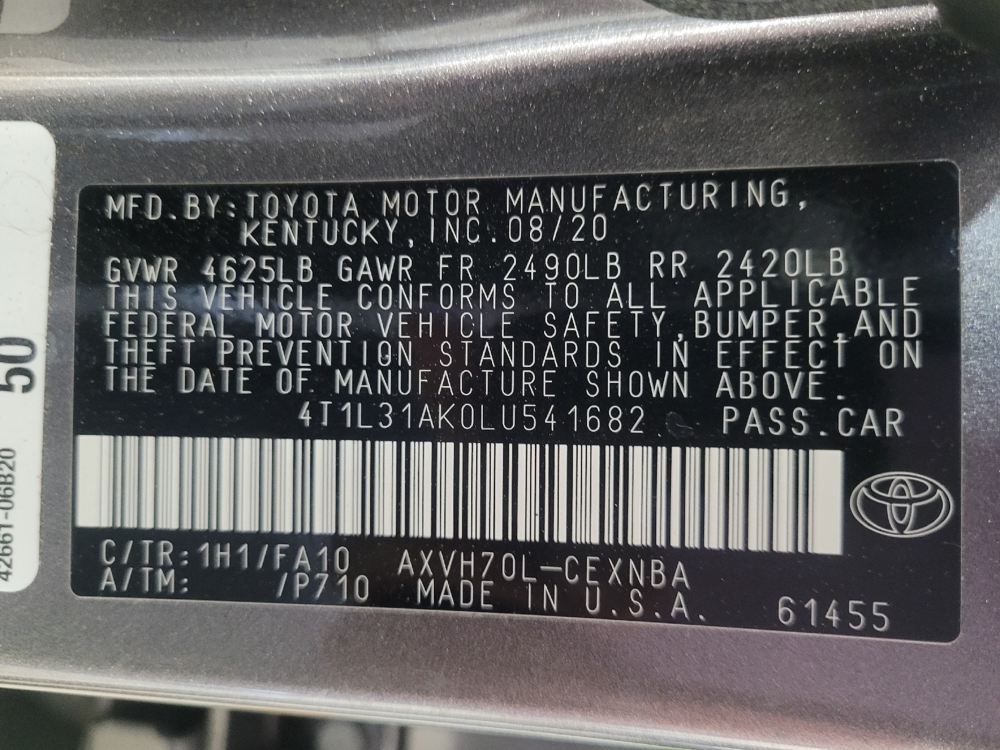 MFD.BY:TOYOTA MOTOR MANUFACTURING,
KENTUCKY,INC.08/20
GVWR 4625LB GAWR FR 2490LB RR 2420LB
THIS VEHICLE CONFORMS TO ALL APPLICABLE
FEDERAL MOTOR VEHICLE SAFETY,BUMPER,AND
THEFT PREVENTION STANDARDS IN EFFECT ON
THE DATE OF MANUFACTURE SHOWN ABOVE.
4T1L31AK0LU541682 PASS.CAR
C/TR:1H1/FA10 AXVH70L-CEXNBA
A/TM: /P710 MADE IN U.S.A. 61455
50
42661-06B20